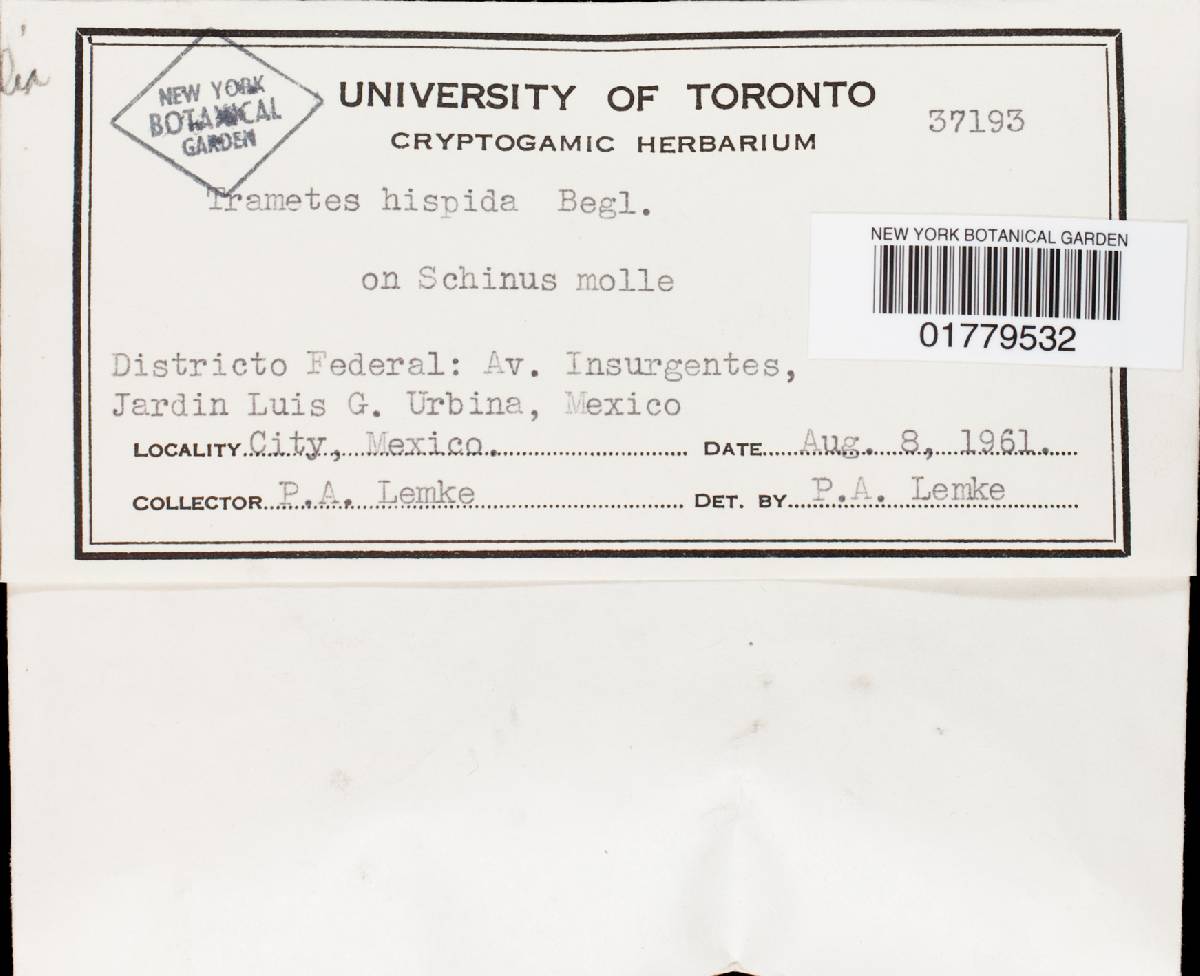 NEW YORK
BOTANICAL
GARDEN
UNIVERSITY OF TORONTO
CRYPTOGAMIC HERBARIUM
37193
Trametes hispida Begl.
on Schinus molle
NEW YORK BOTANICAL GARDEN
01779532
Districto Federal: Av. Insurgentes,
Jardin Luis G. Urbina, Mexico
LOCALITY City, Mexico. DATE Aug. 8, 1961.
COLLECTOR P.A. Lemke DET. BY P.A. Lemke